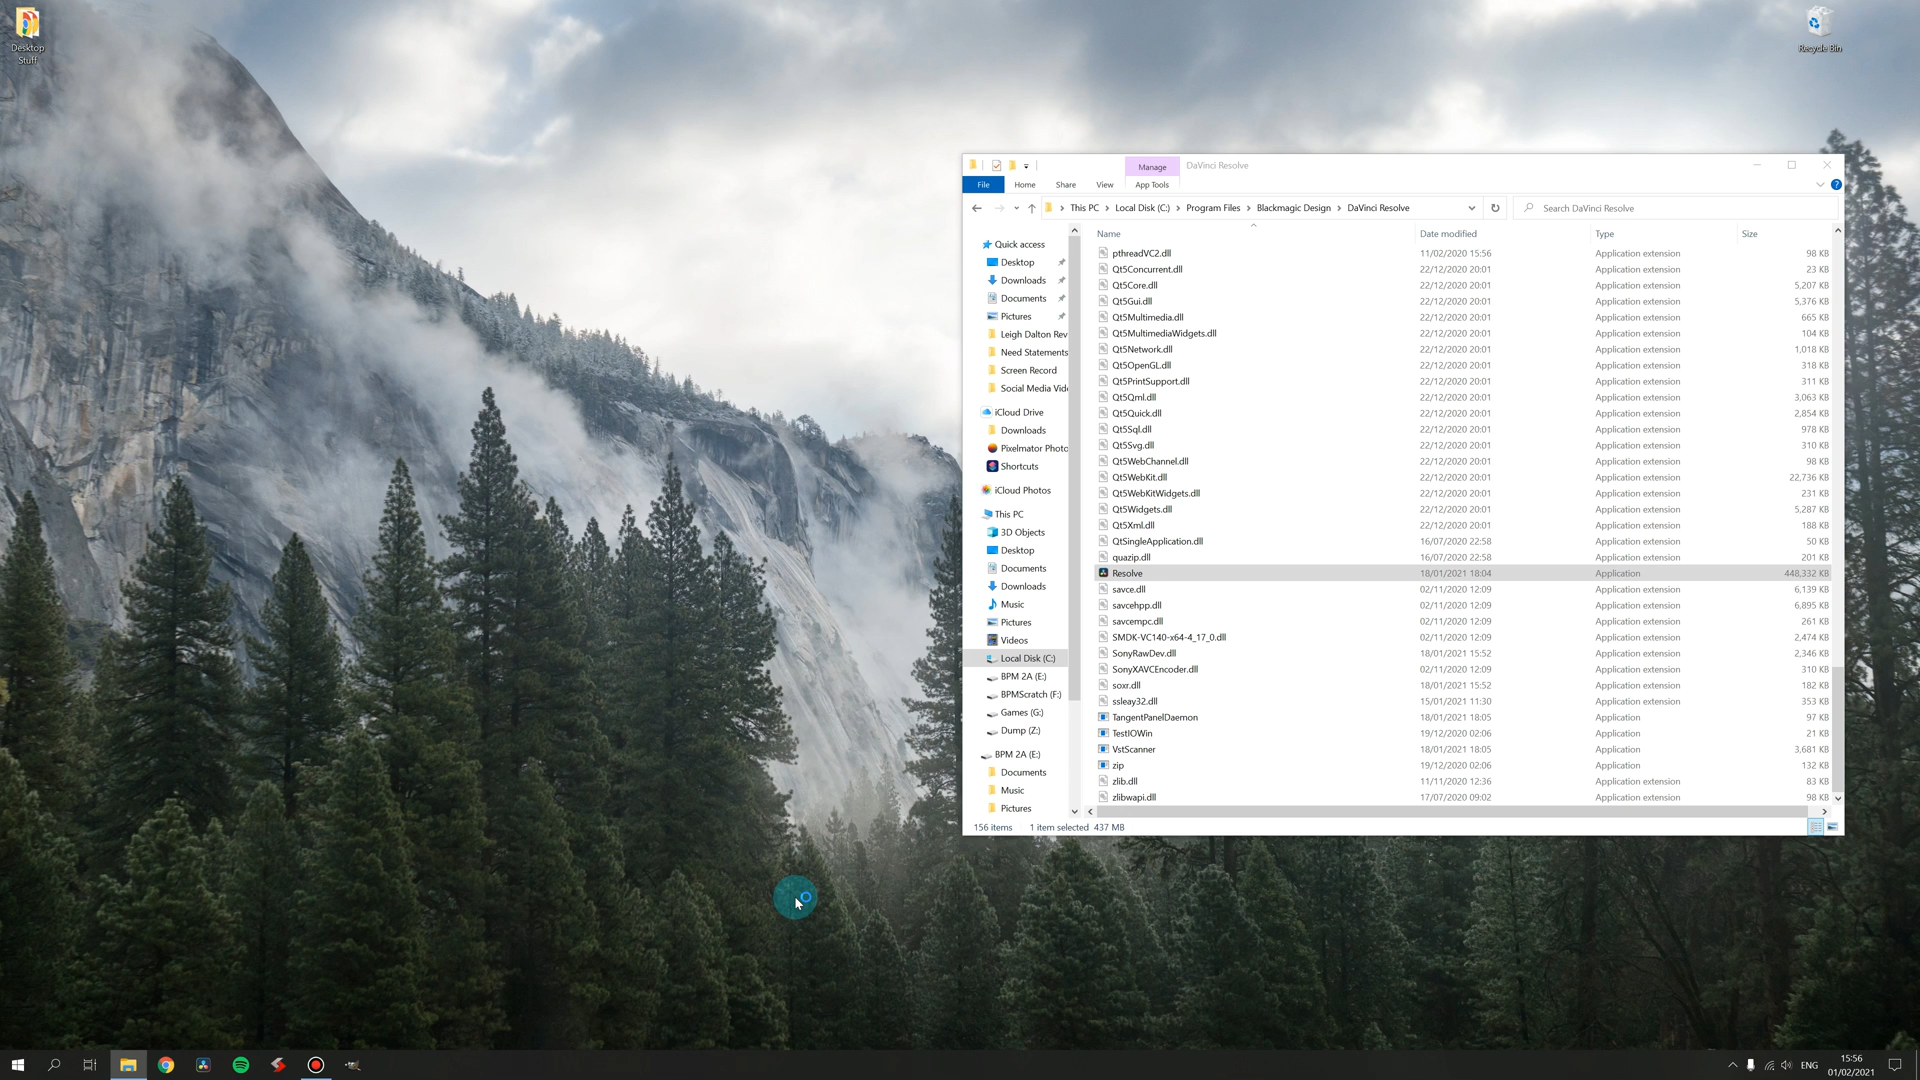 Desktop
Stuff
Recycle Bin
Manage
DaVinci Resolve
File
Home
Share
View
App Tools
This PC
Local Disk (C:)
Program Files
Blackmagic Design
DaVinci Resolve
Search DaVinci Resolve
Quick access
Desktop
Downloads
Documents
Pictures
Leigh Dalton Rev
Need Statements
Screen Record
Social Media Vide
iCloud Drive
Downloads
Pixelmator Photo
Shortcuts
iCloud Photos
This PC
3D Objects
Desktop
Documents
Downloads
Music
Pictures
Videos
Local Disk (C:)
BPM 2A (E:)
BPMScratch (F:)
Games (G:)
Dump (Z:)
BPM 2A (E:)
Documents
Music
Pictures
Name Date modified Type Size
pthreadVC2.dll 11/02/2020 15:56 Application extension 98 KB
Qt5Concurrent.dll 22/12/2020 20:01 Application extension 23 KB
Qt5Core.dll 22/12/2020 20:01 Application extension 5,207 KB
Qt5Gui.dll 22/12/2020 20:01 Application extension 5,376 KB
Qt5Multimedia.dll 22/12/2020 20:01 Application extension 665 KB
Qt5MultimediaWidgets.dll 22/12/2020 20:01 Application extension 104 KB
Qt5Network.dll 22/12/2020 20:01 Application extension 1,018 KB
Qt5OpenGL.dll 22/12/2020 20:01 Application extension 318 KB
Qt5PrintSupport.dll 22/12/2020 20:01 Application extension 311 KB
Qt5Qml.dll 22/12/2020 20:01 Application extension 3,063 KB
Qt5Quick.dll 22/12/2020 20:01 Application extension 2,854 KB
Qt5Sql.dll 22/12/2020 20:01 Application extension 978 KB
Qt5Svg.dll 22/12/2020 20:01 Application extension 310 KB
Qt5WebChannel.dll 22/12/2020 20:01 Application extension 98 KB
Qt5WebKit.dll 22/12/2020 20:01 Application extension 22,736 KB
Qt5WebKitWidgets.dll 22/12/2020 20:01 Application extension 231 KB
Qt5Widgets.dll 22/12/2020 20:01 Application extension 5,287 KB
Qt5Xml.dll 22/12/2020 20:01 Application extension 188 KB
QtSingleApplication.dll 16/07/2020 22:58 Application extension 50 KB
quazip.dll 16/07/2020 22:58 Application extension 201 KB
Resolve 18/01/2021 18:04 Application 448,332 KB
savce.dll 02/11/2020 12:09 Application extension 6,139 KB
savcehpp.dll 02/11/2020 12:09 Application extension 6,895 KB
savcempc.dll 02/11/2020 12:09 Application extension 261 KB
SMDK-VC140-x64-4_17_0.dll 02/11/2020 12:09 Application extension 2,474 KB
SonyRawDev.dll 18/01/2021 15:52 Application extension 2,346 KB
SonyXAVCEncoder.dll 02/11/2020 12:09 Application extension 310 KB
soxr.dll 18/01/2021 15:52 Application extension 182 KB
ssleay32.dll 15/01/2021 11:30 Application extension 353 KB
TangentPanelDaemon 18/01/2021 18:05 Application 97 KB
TestIOWin 19/12/2020 02:06 Application 21 KB
VstScanner 18/01/2021 18:05 Application 3,681 KB
zip 19/12/2020 02:06 Application 132 KB
zlib.dll 11/11/2020 12:36 Application extension 83 KB
zlibwapi.dll 17/07/2020 09:02 Application extension 98 KB
156 items 1 item selected 437 MB
ENG
15:56
01/02/2021